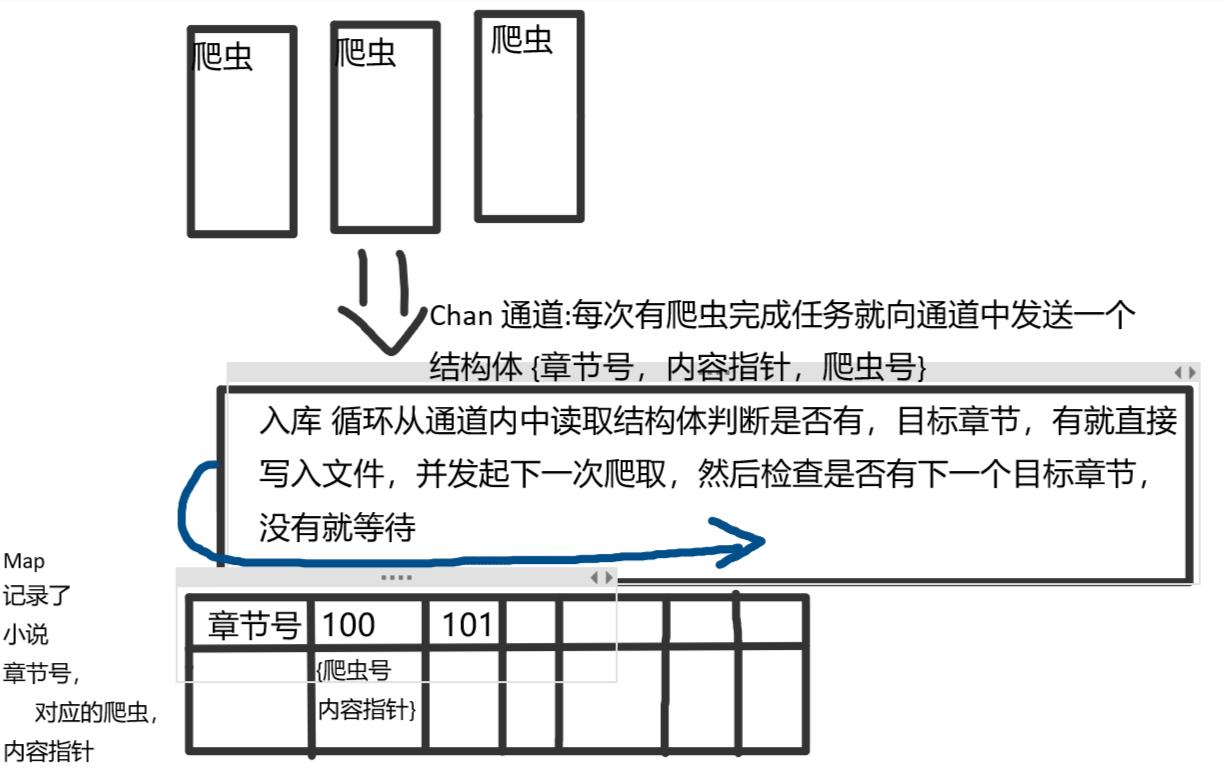 爬虫
爬虫
爬虫
Chan 通道:每次有爬虫完成任务就向通道中发送一个
结构体 {章节号，内容指针，爬虫号}
入库 循环从通道内中读取结构体判断是否有，目标章节，有就直接
写入文件，并发起下一次爬取，然后检查是否有下一个目标章节，
没有就等待
Map
记录了
小说
章节号，
对应的爬虫，
内容指针
章节号 100 101
{爬虫号
内容指针}